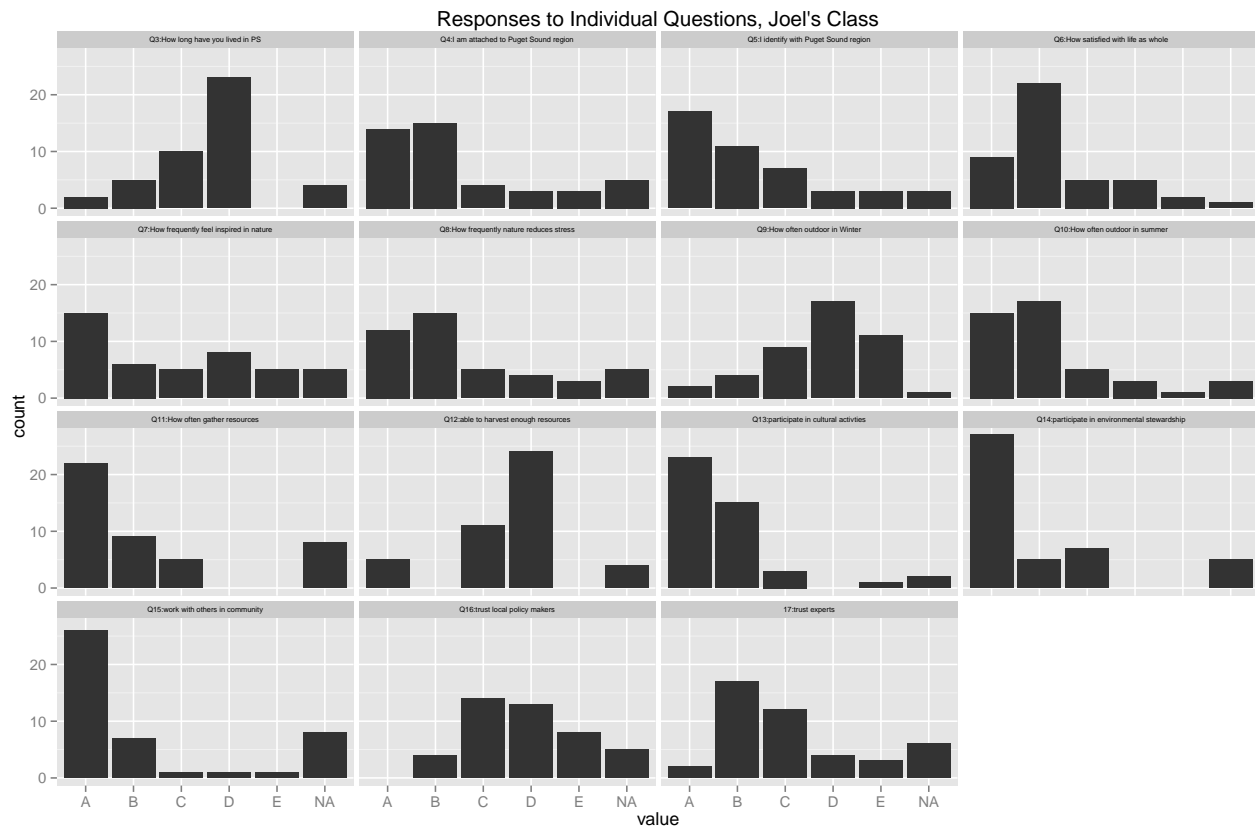 Responses to Individual Questions, Joel's Class
Q3:How long have you lived in PS
Q4:I am attached to Puget Sound region
Q5:I identify with Puget Sound region
Q6:How satisfied with life as whole
20
10
0
Q7:How frequently feel inspired in nature
Q8:How frequently nature reduces stress
Q9:How often outdoor in Winter
Q10:How often outdoor in summer
20
10
0
count
Q11:How often gather resources
Q12:able to harvest enough resources
Q13:participate in cultural activties
Q14:participate in environmental stewardship
20
10
0
Q15:work with others in community
Q16:trust local policy makers
17:trust experts
20
10
0
A B C D E NA
A B C D E NA
A B C D E NA
value